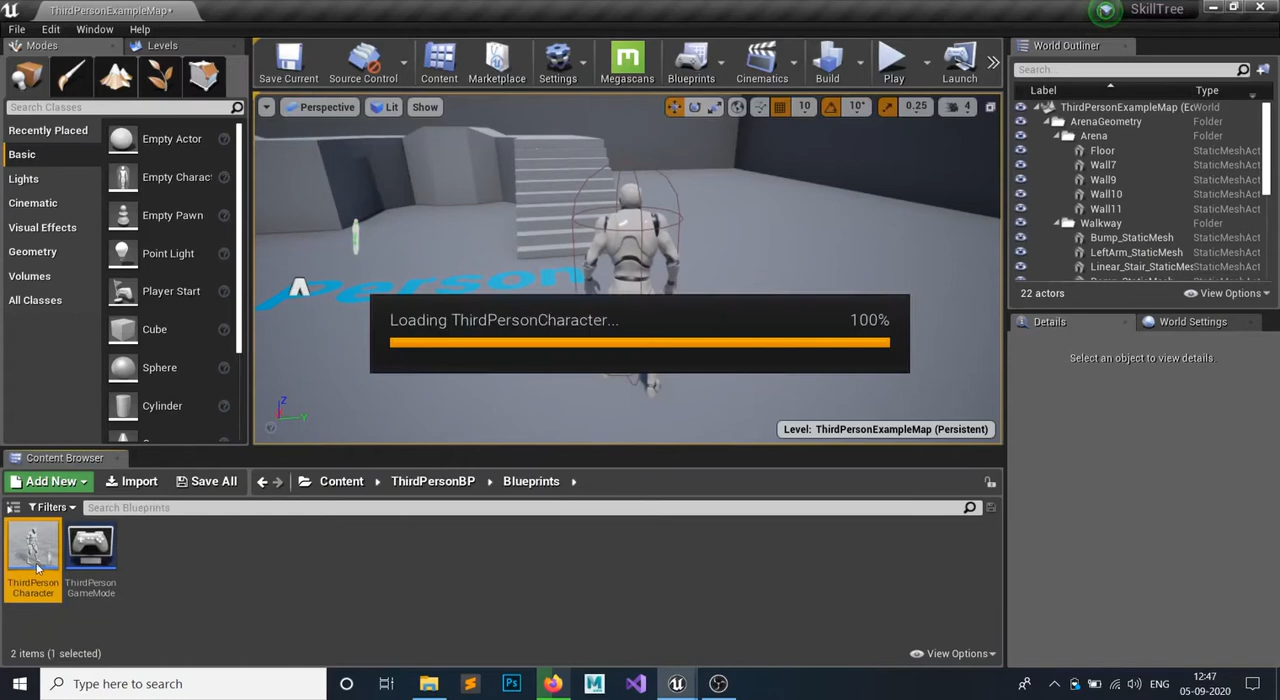 ThirdPersonExampleMap*
SkillTree
File Edit Window Help
Modes Levels
Search Classes
Recently Placed
Basic
Lights
Cinematic
Visual Effects
Geometry
Volumes
All Classes
Empty Actor
Empty Charac
Empty Pawn
Point Light
Player Start
Cube
Sphere
Cylinder
Save Current Source Control Content Marketplace Settings Megascans Blueprints Cinematics Build Play Launch
Perspective Lit Show 10 10° 0.25 4
Person
Loading ThirdPersonCharacter... 100%
Level: ThirdPersonExampleMap (Persistent)
World Outliner
Search...
Label Type
ThirdPersonExampleMap (Ec World
ArenaGeometry Folder
Arena Folder
Floor StaticMeshAct
Wall7 StaticMeshAct
Wall9 StaticMeshAct
Wall10 StaticMeshAct
Wall11 StaticMeshAct
Walkway Folder
Bump_StaticMesh StaticMeshAct
LeftArm_StaticMesh StaticMeshAct
Linear_Stair_StaticMes StaticMeshAct
22 actors View Options
Details World Settings
Select an object to view details.
Content Browser
Add New Import Save All Content ThirdPersonBP Blueprints
Filters Search Blueprints
ThirdPerson
Character
ThirdPerson
GameMode
2 items (1 selected) View Options
Type here to search
ENG
12:47
05-09-2020